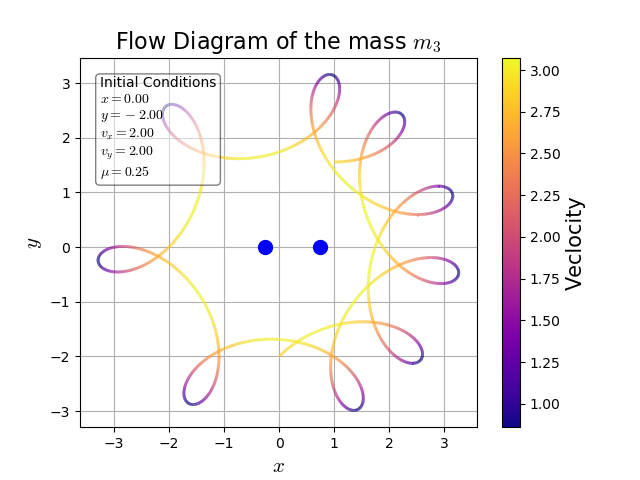 Flow Diagram of the mass m₃
Initial Conditions
x = 0.00
y = −2.00
vₓ = 2.00
v_y = 2.00
μ = 0.25
3
2
1
0
−1
−2
−3
y
−3 −2 −1 0 1 2 3
x
3.00
2.75
2.50
2.25
2.00
1.75
1.50
1.25
1.00
Veclocity